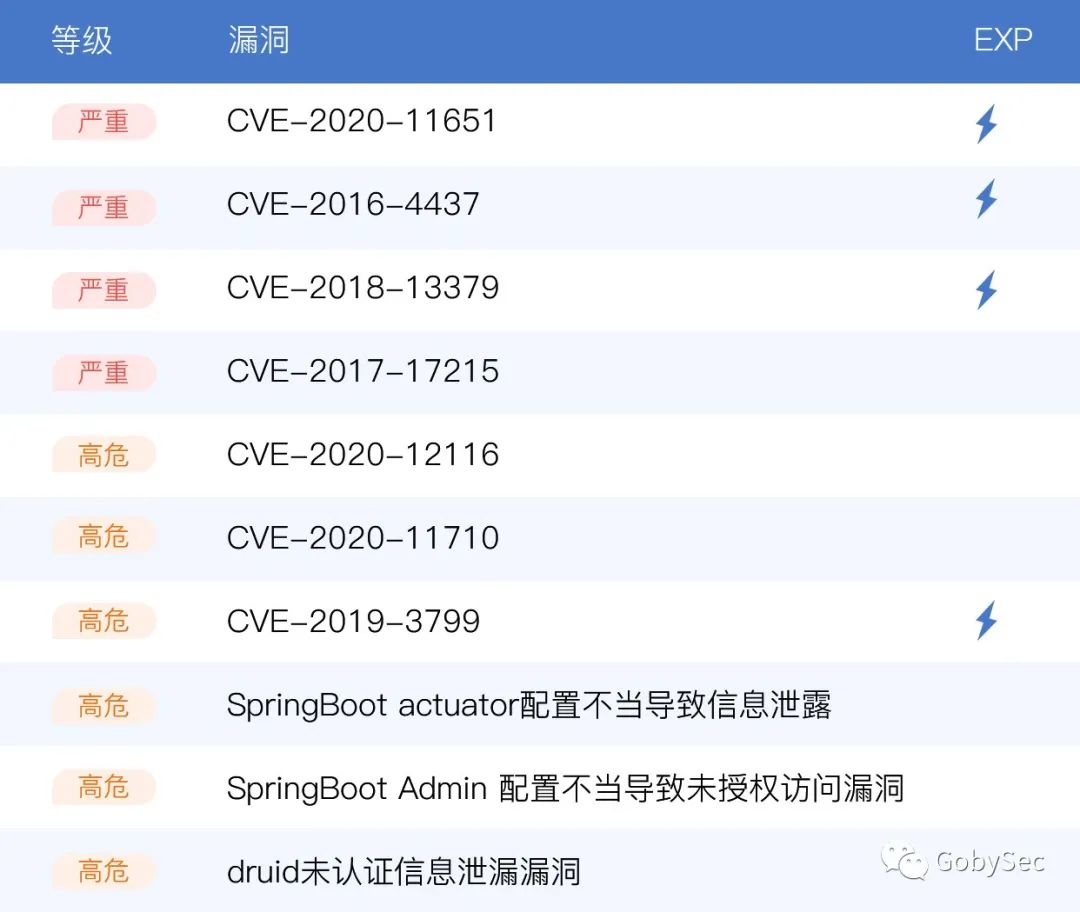 等级 漏洞 EXP
严重 CVE-2020-11651
严重 CVE-2016-4437
严重 CVE-2018-13379
严重 CVE-2017-17215
高危 CVE-2020-12116
高危 CVE-2020-11710
高危 CVE-2019-3799
高危 SpringBoot actuator配置不当导致信息泄露
高危 SpringBoot Admin 配置不当导致未授权访问漏洞
高危 druid未认证信息泄漏漏洞
GobySec